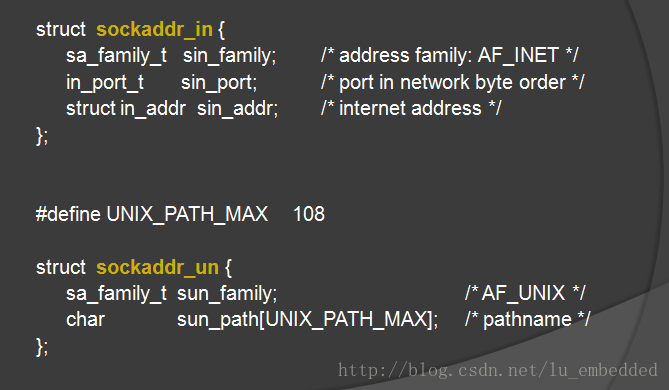 struct sockaddr_in {
sa_family_t sin_family; /* address family: AF_INET */
in_port_t sin_port; /* port in network byte order */
struct in_addr sin_addr; /* internet address */
};
#define UNIX_PATH_MAX 108
struct sockaddr_un {
sa_family_t sun_family; /* AF_UNIX */
char sun_path[UNIX_PATH_MAX]; /* pathname */
};
http://blog.csdn.net/lu_embedded